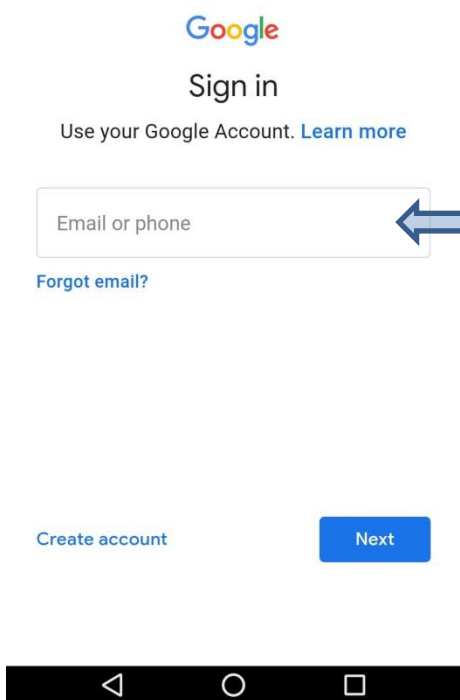 Google
Sign in
Use your Google Account. Learn more
Email or phone
Forgot email?
Create account
Next